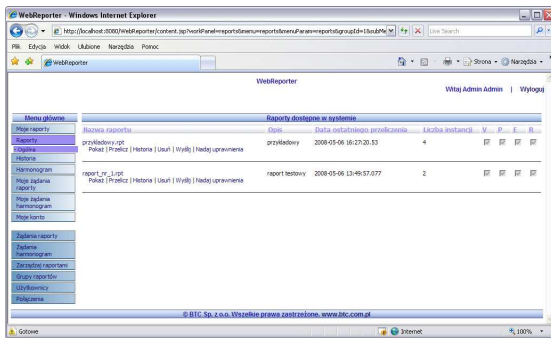 WebReporter - Windows Internet Explorer
http://localhost:8080/WebReporter/content.jsp?workPanel=reports&menu=reports&menuParam=reports&groupId=1&subMe
Live Search
Plik Edycja Widok Ulubione Narzędzia Pomoc
WebReporter
Strona Narzędzia
WebReporter
Witaj Admin Admin | Wyloguj
Menu główne
Raporty dostępne w systemie
Moje raporty
Nazwa raportu Opis Data ostatniego przeliczenia Liczba instancji V P E R
Raporty
przykladowy.rpt przykładowy 2008-05-06 16:27:20.53 4
- Ogólna
Pokaż | Przelicz | Historia | Usuń | Wyślij | Nadaj uprawnienia
Historia
Harmonogram
raport_nr_1.rpt raport testowy 2008-05-06 13:49:57.077 2
Pokaż | Przelicz | Historia | Usuń | Wyślij | Nadaj uprawnienia
Moje żądania raporty
Moje żądania harmonogram
Moje konto
Żądania raporty
Żądania harmonogram
Zarządzaj raportami
Grupy raportów
Użytkownicy
Połączenia
© BTC Sp. z o.o. Wszelkie prawa zastrzeżone. www.btc.com.pl
Gotowe
Internet
100%